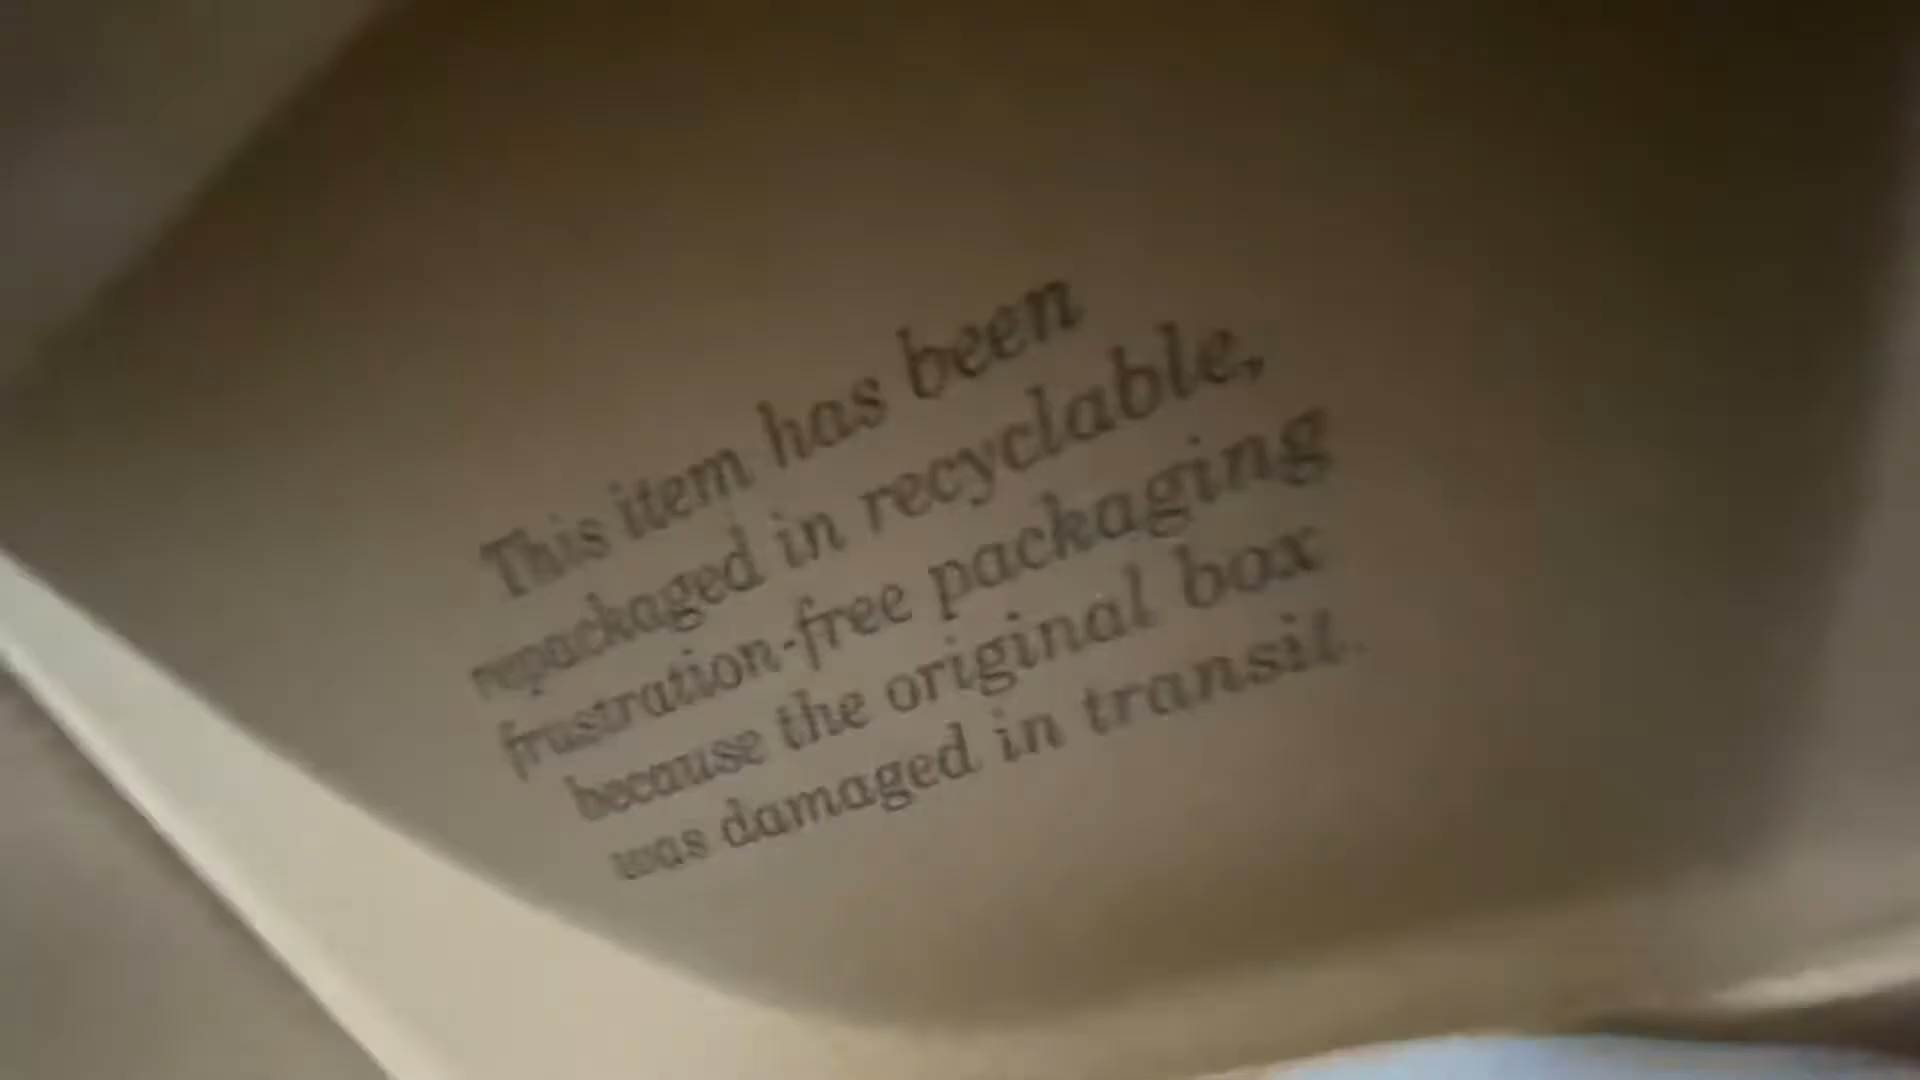 This item has been
repackaged in recyclable,
frustration-free packaging
because the original box
was damaged in transit.